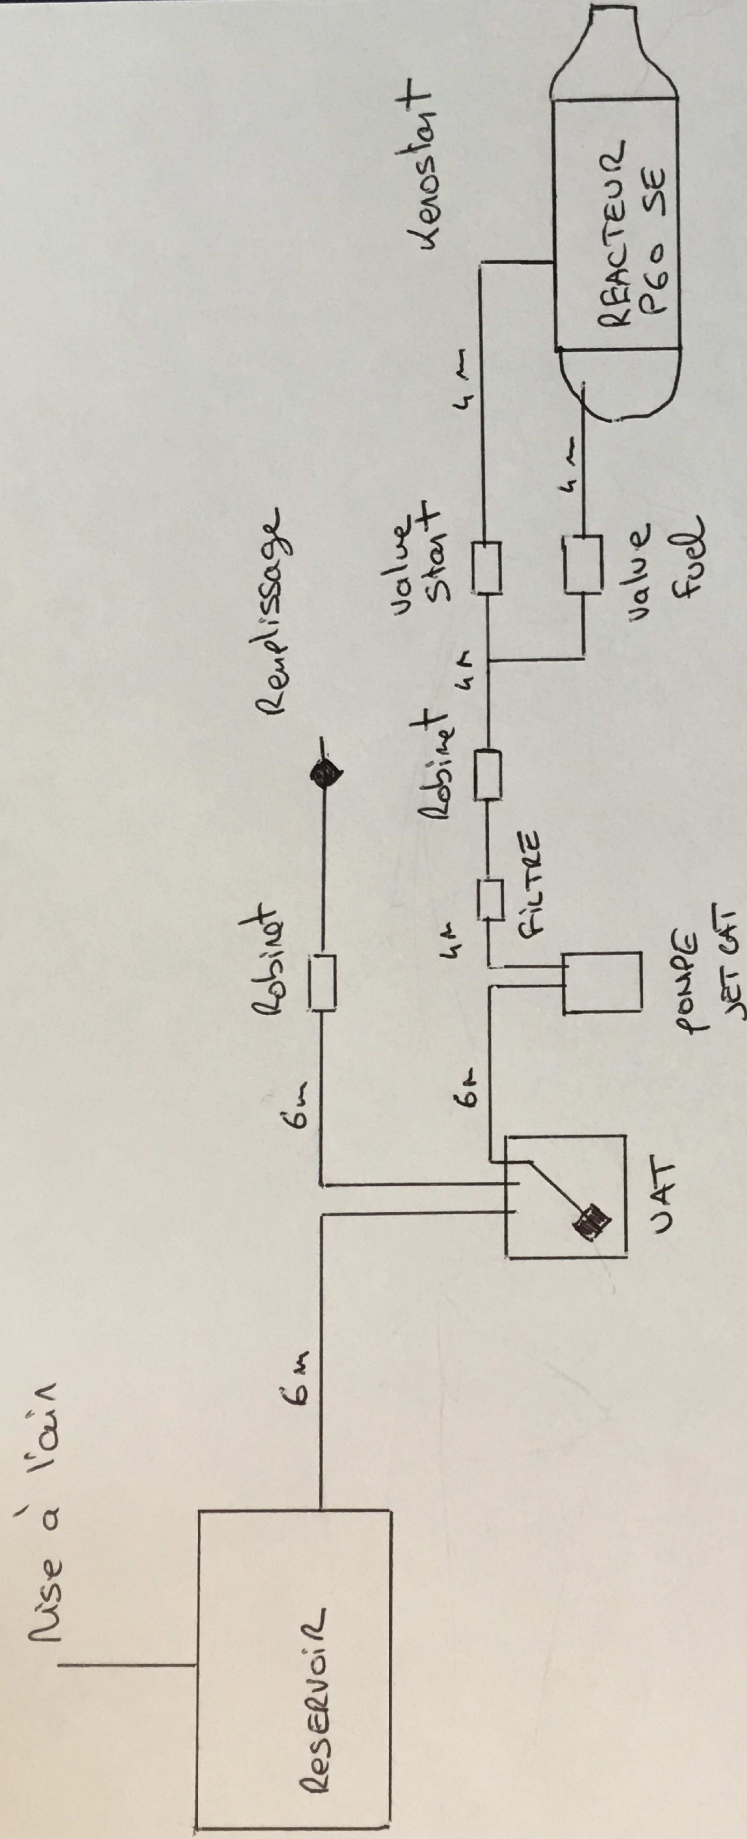 Mise à l'air
RESERVOIR
6m
6m
Robinet
Remplissage
UAT
6m
POMPE
JET CAT
4m
FILTRE
Robinet
4m
Valve
Start
Valve
Fuel
4m
4m
Kerostart
REACTEUR
P60 SE